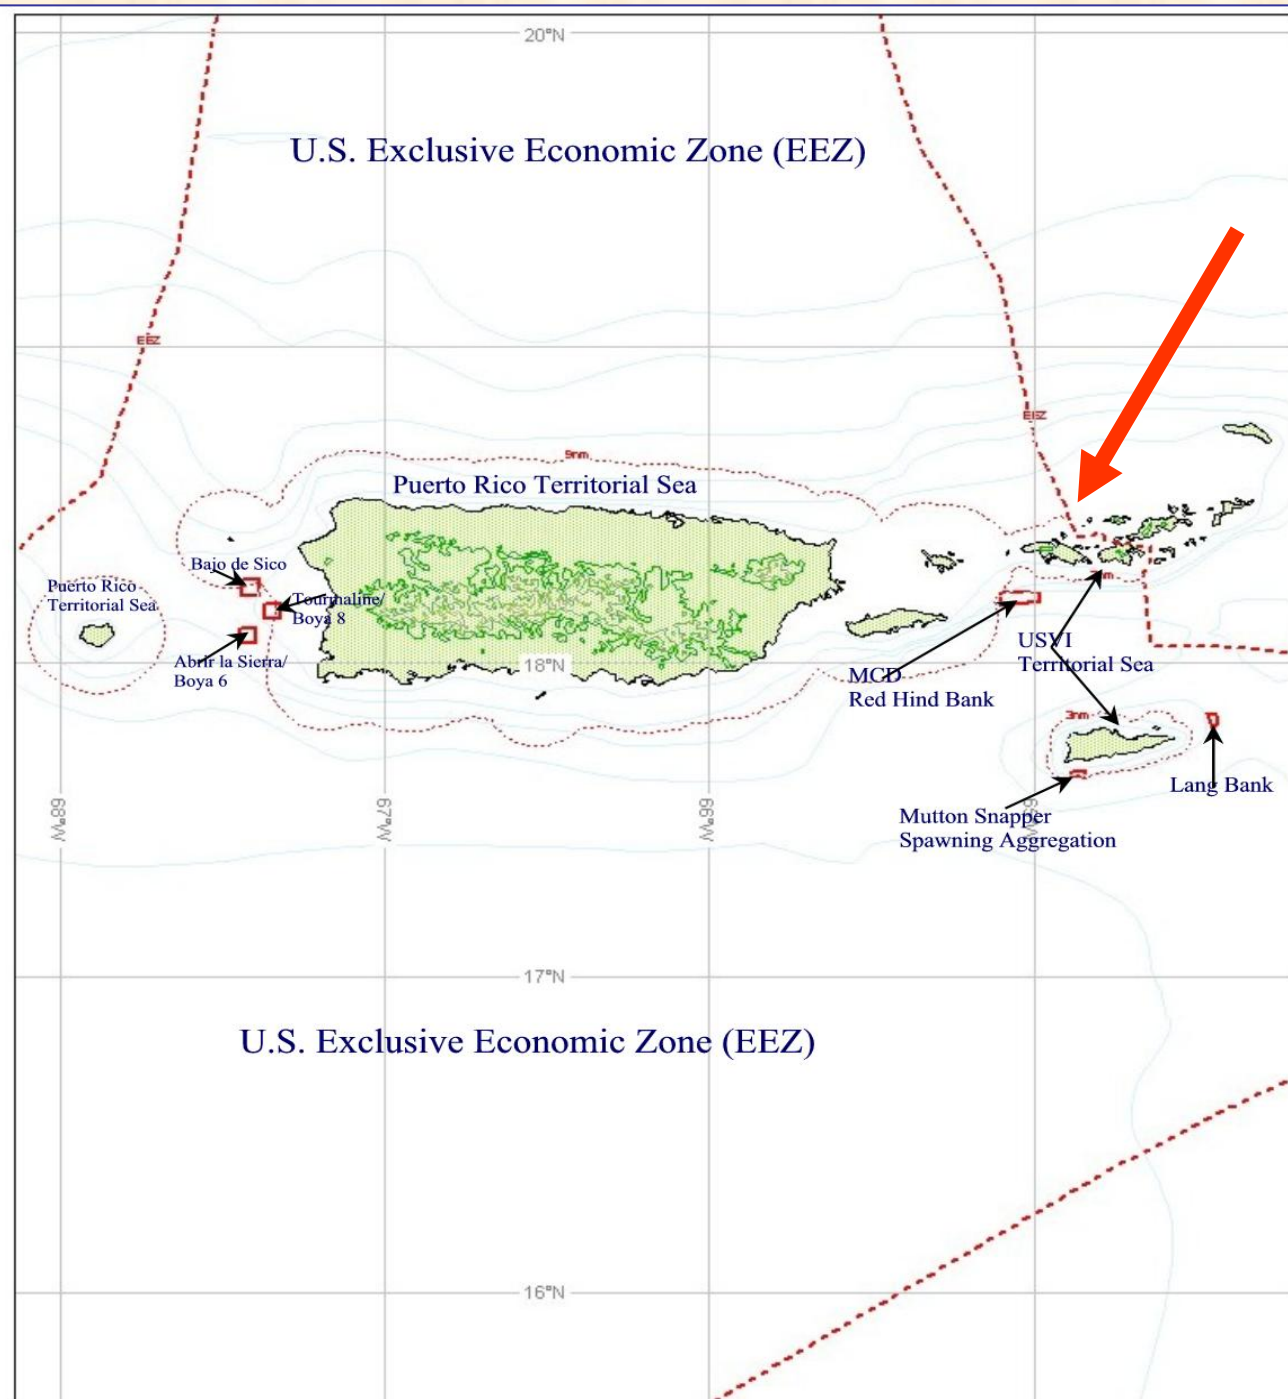 20°N
U.S. Exclusive Economic Zone (EEZ)
EEZ
EEZ
9nm
Puerto Rico Territorial Sea
Bajo de Sico
Puerto Rico
Territorial Sea
Tourmaline/
Boya 8
3nm
Abrir la Sierra/
Boya 6
18°N
USVI
Territorial Sea
MCD
Red Hind Bank
3nm
Lang Bank
68°W
67°W
66°W
Mutton Snapper
Spawning Aggregation
17°N
U.S. Exclusive Economic Zone (EEZ)
16°N